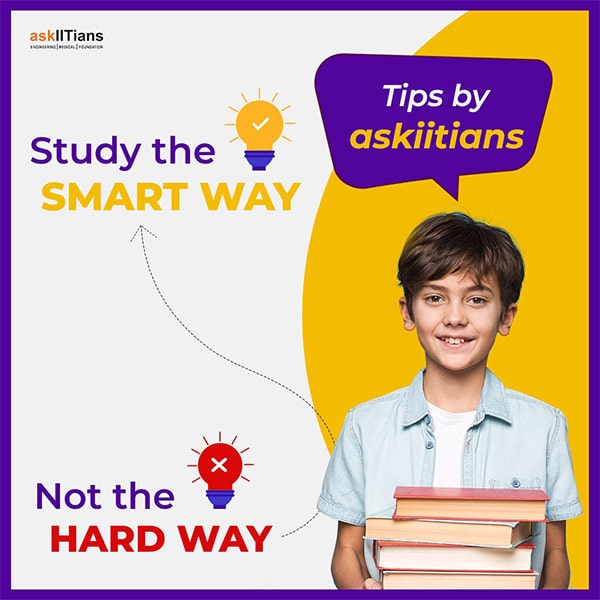 askIITians
ENGINEERING | MEDICAL | FOUNDATION
Tips by
askiitians
Study the
SMART WAY
Not the
HARD WAY